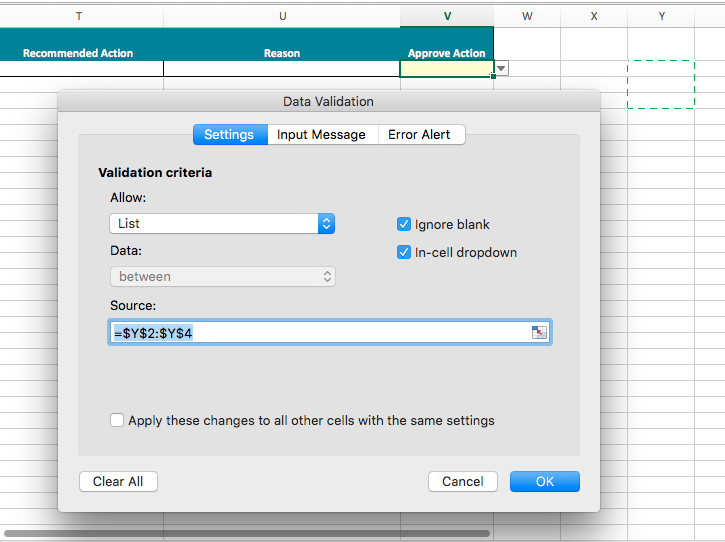 T U V W X Y
Recommended Action Reason Approve Action
Data Validation
Settings Input Message Error Alert
Validation criteria
Allow:
List
Ignore blank
Data:
In-cell dropdown
between
Source:
=$Y$2:$Y$4
Apply these changes to all other cells with the same settings
Clear All Cancel OK